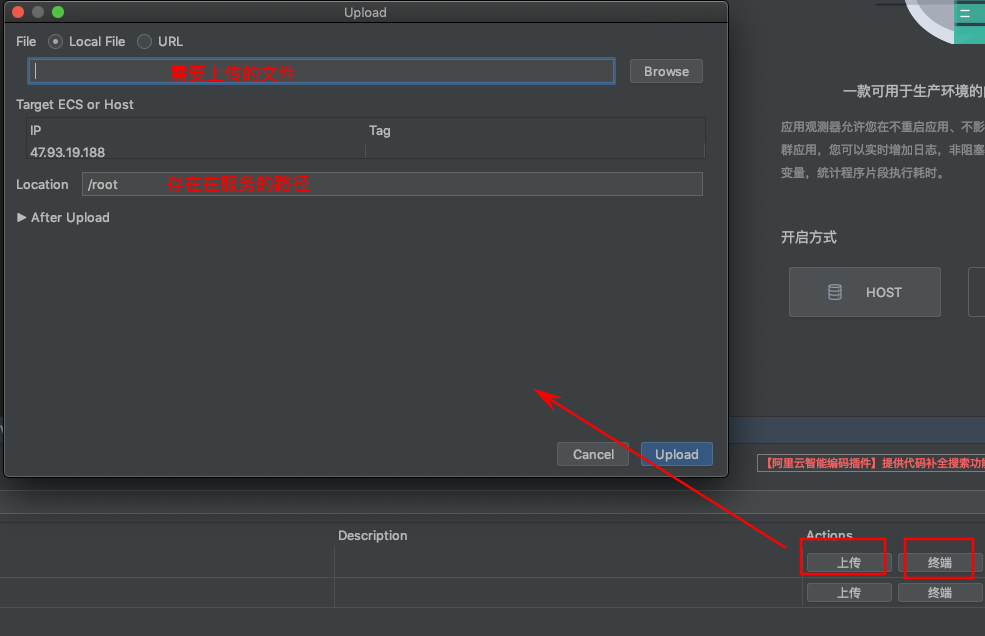 Upload
File Local File URL
需要上传的文件
Browse
Target ECS or Host
IP Tag
47.93.19.188
Location /root 存在在服务的路径
After Upload
Cancel Upload
一款可用于生产环境的
应用观测器允许您在不重启应用、不影
群应用，您可以实时增加日志，非阻塞
变量，统计程序片段执行耗时。
开启方式
HOST
【阿里云智能编码插件】提供代码补全搜索功能
Description Actions
上传 终端
上传 终端